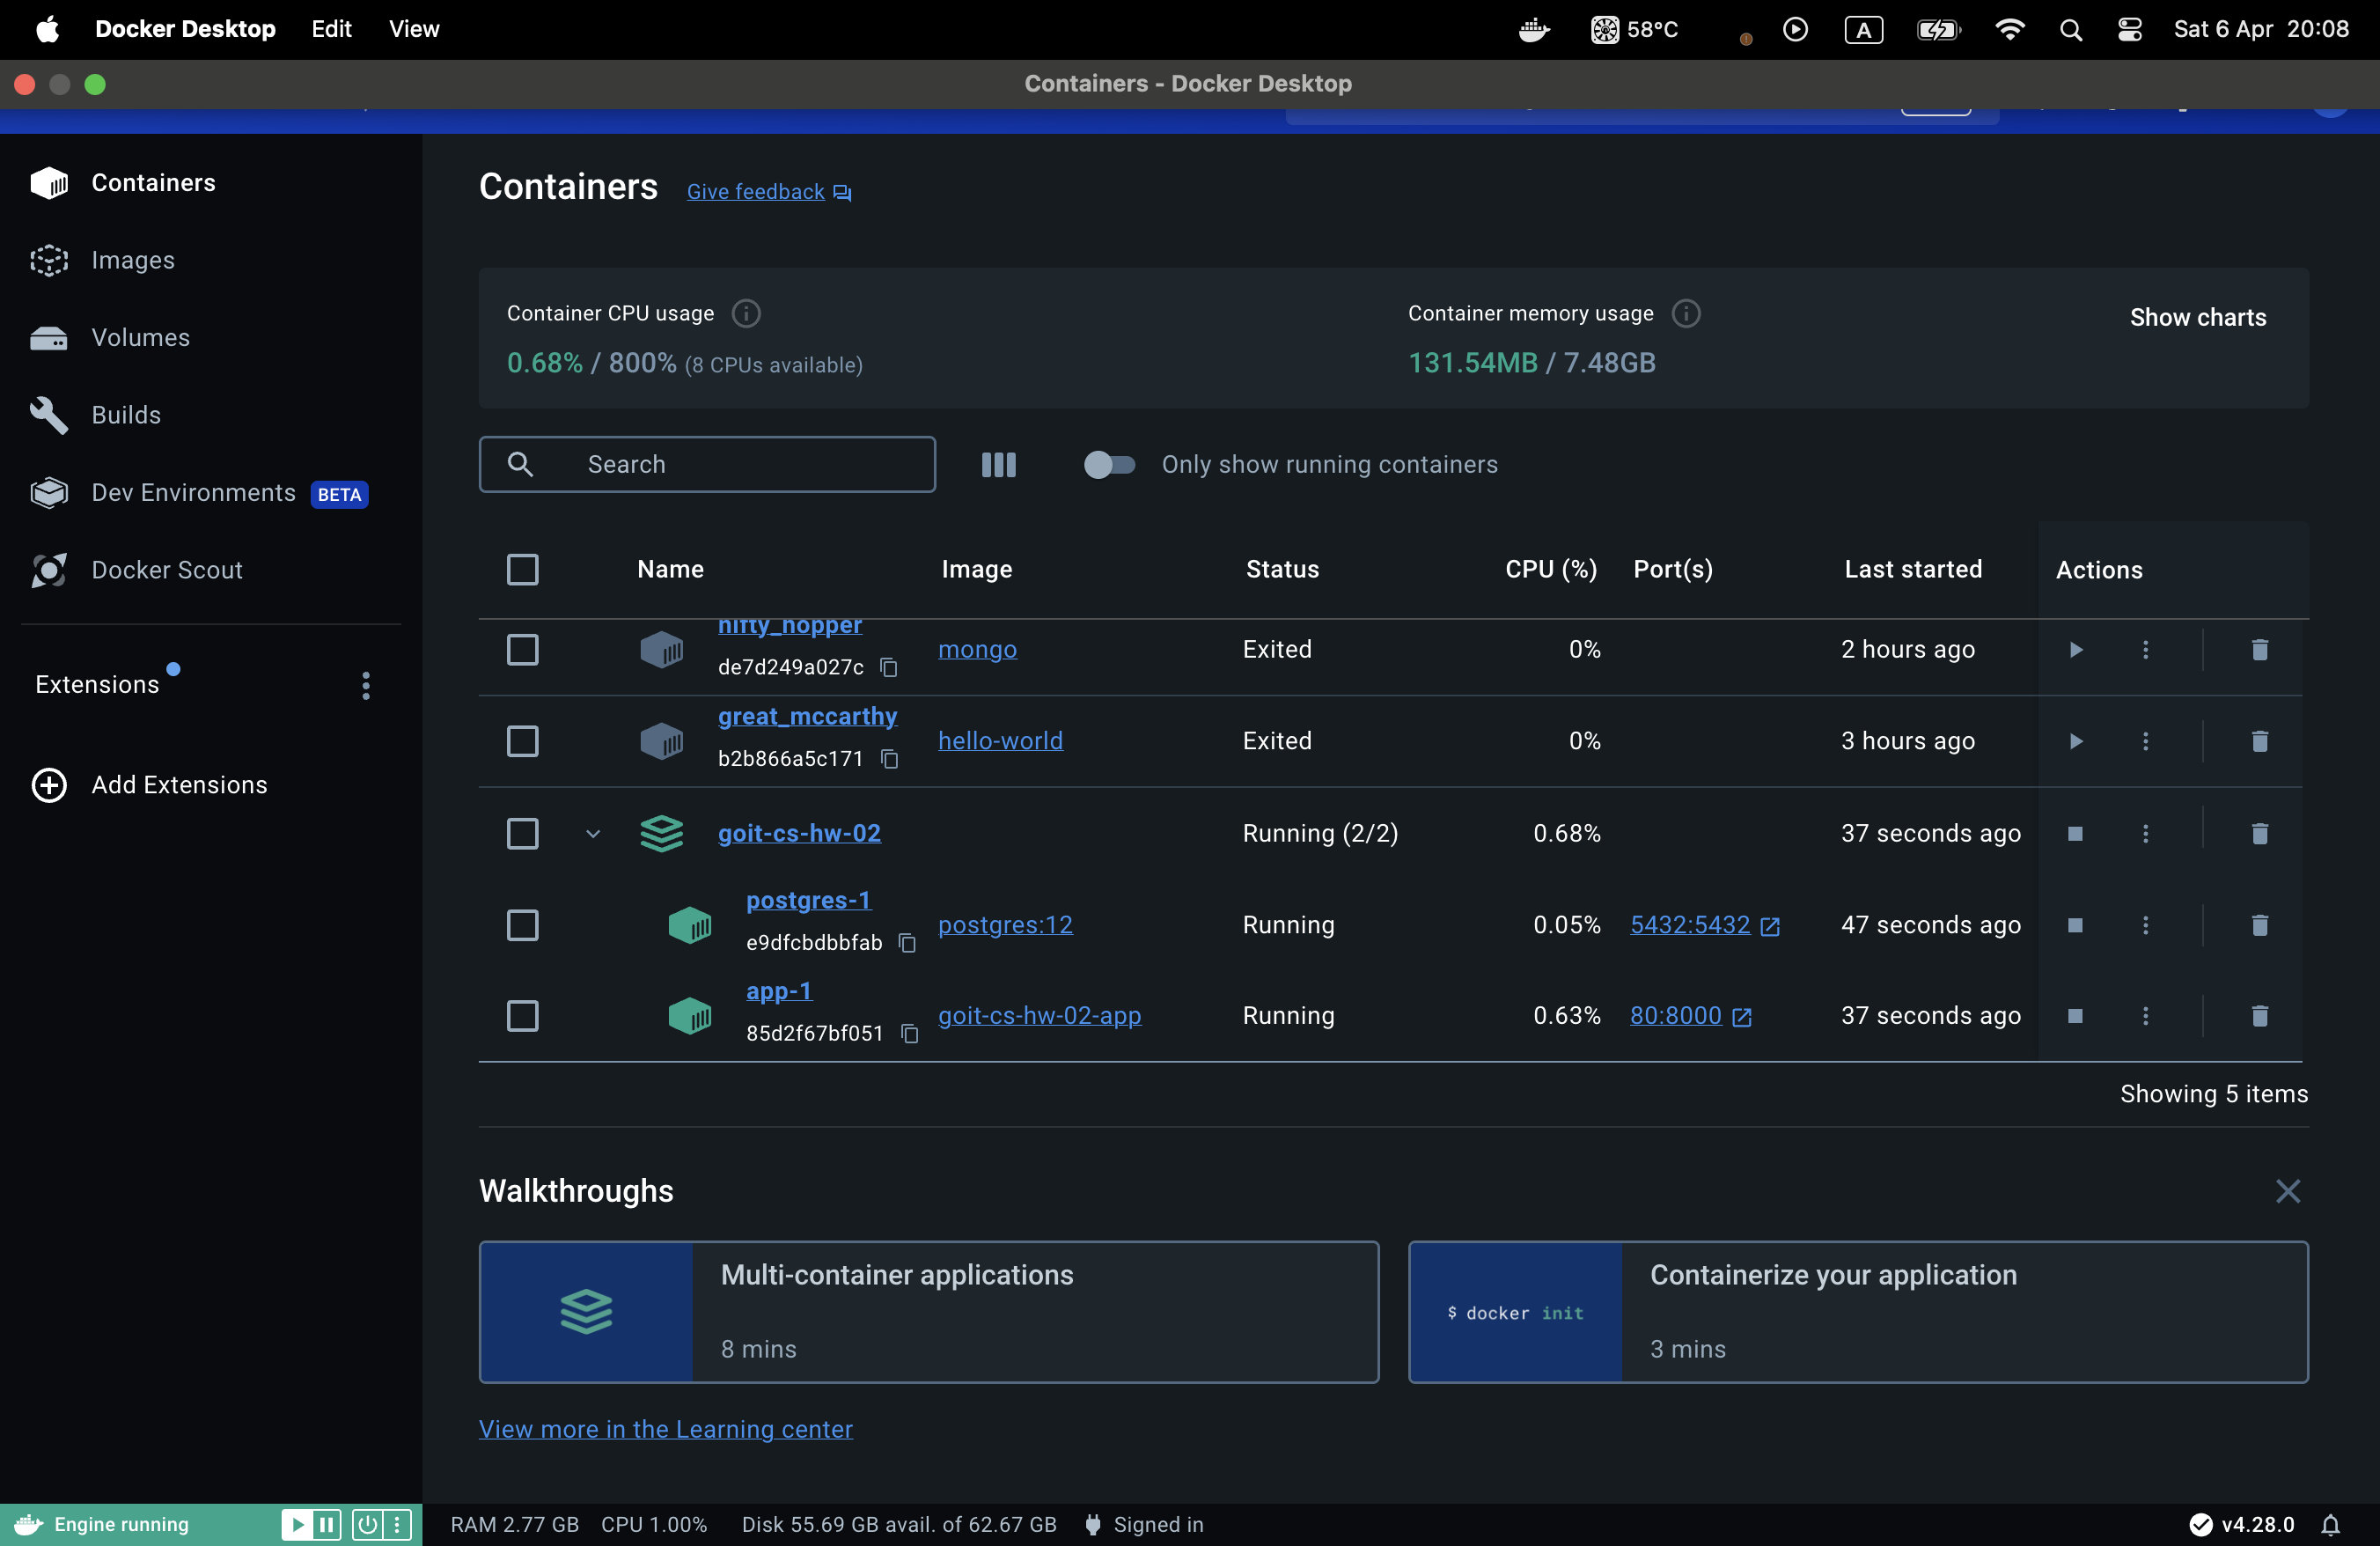 Docker Desktop Edit View 58°C A Sat 6 Apr 20:08
Containers - Docker Desktop
Containers
Images
Volumes
Builds
Dev Environments BETA
Docker Scout
Extensions
Add Extensions
Containers Give feedback
Container CPU usage
0.68% / 800% (8 CPUs available)
Container memory usage
131.54MB / 7.48GB
Show charts
Search
Only show running containers
Name Image Status CPU (%) Port(s) Last started Actions
nifty_hopper
de7d249a027c mongo Exited 0% 2 hours ago
great_mccarthy
b2b866a5c171 hello-world Exited 0% 3 hours ago
goit-cs-hw-02 Running (2/2) 0.68% 37 seconds ago
postgres-1
e9dfcbdbbfab postgres:12 Running 0.05% 5432:5432 47 seconds ago
app-1
85d2f67bf051 goit-cs-hw-02-app Running 0.63% 80:8000 37 seconds ago
Showing 5 items
Walkthroughs
Multi-container applications
8 mins
$ docker init
Containerize your application
3 mins
View more in the Learning center
Engine running RAM 2.77 GB CPU 1.00% Disk 55.69 GB avail. of 62.67 GB Signed in v4.28.0